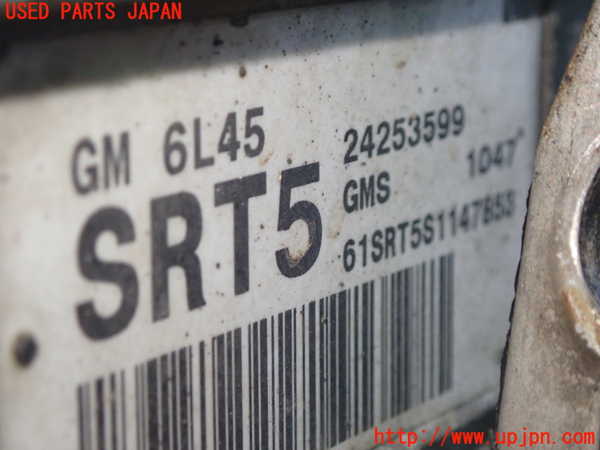 USED PARTS JAPAN
GM 6L45 24253599
SRT5 GMS 1047
61SRT5S1147B53
http://www.upjpn.com